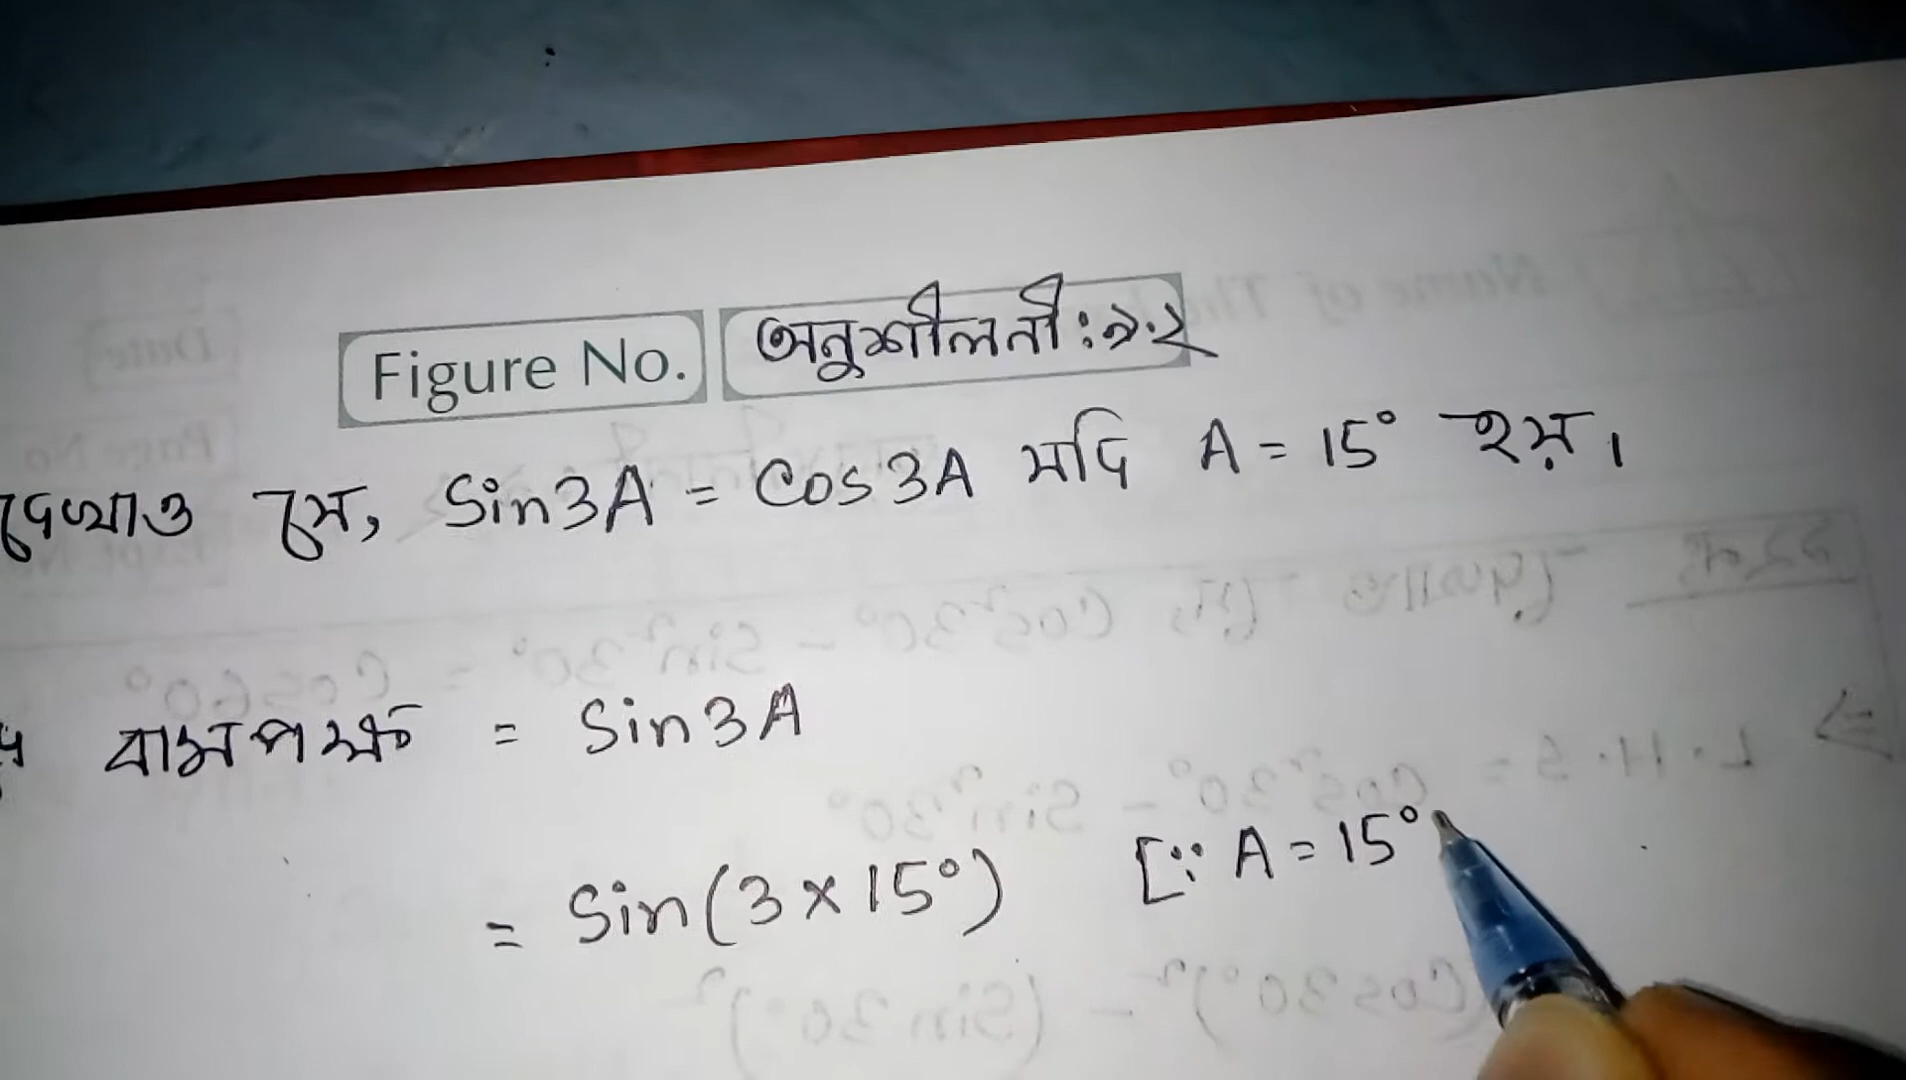 Figure No. অনুশীলনী: ৯.২
দেখাও যে, Sin3A = Cos3A যদি A = 15° হয়।
বামপক্ষ = Sin3A
= Sin(3×15°) [∵ A = 15°